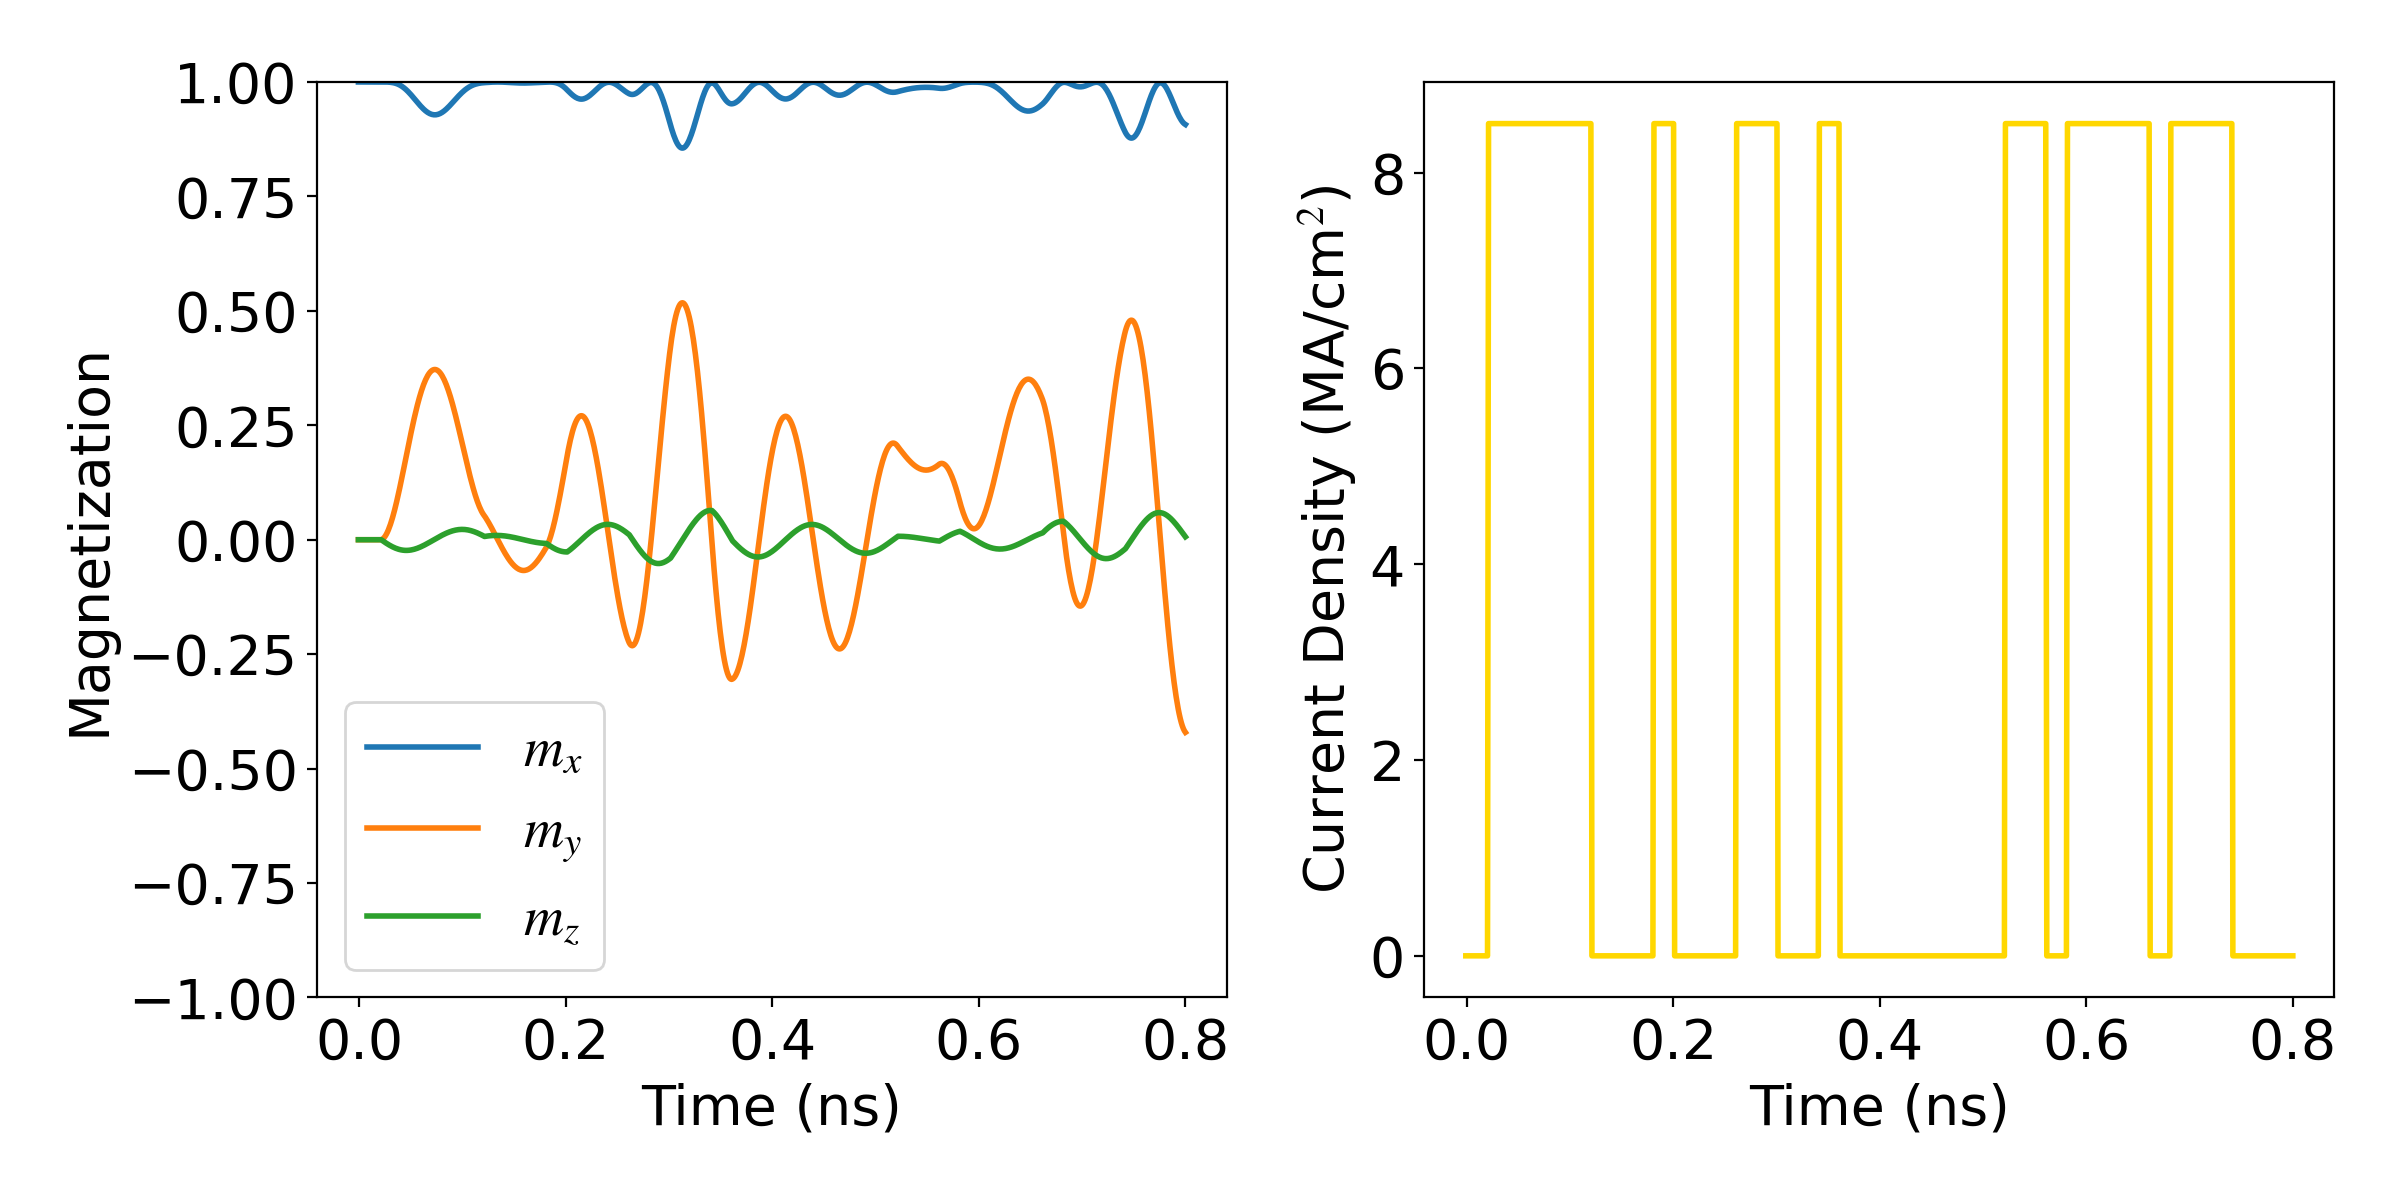 1.00
0.75
0.50
0.25
0.00
−0.25
−0.50
−0.75
−1.00
Magnetization
m_x
m_y
m_z
0.0 0.2 0.4 0.6 0.8
Time (ns)
8
6
4
2
0
Current Density (MA/cm²)
0.0 0.2 0.4 0.6 0.8
Time (ns)